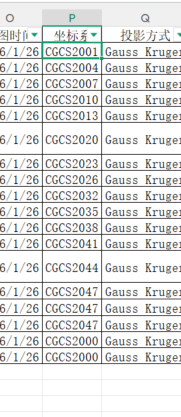 O P Q
图时间 坐标系 投影方式
6/1/26 CGCS2001 Gauss Kruger
6/1/26 CGCS2004 Gauss Kruger
6/1/26 CGCS2007 Gauss Kruger
6/1/26 CGCS2010 Gauss Kruger
6/1/26 CGCS2013 Gauss Kruger
6/1/26 CGCS2020 Gauss Kruger
6/1/26 CGCS2023 Gauss Kruger
6/1/26 CGCS2026 Gauss Kruger
6/1/26 CGCS2032 Gauss Kruger
6/1/26 CGCS2035 Gauss Kruger
6/1/26 CGCS2038 Gauss Kruger
6/1/26 CGCS2041 Gauss Kruger
6/1/26 CGCS2044 Gauss Kruger
6/1/26 CGCS2047 Gauss Kruger
6/1/26 CGCS2047 Gauss Kruger
6/1/26 CGCS2047 Gauss Kruger
6/1/26 CGCS2000 Gauss Kruger
6/1/26 CGCS2000 Gauss Kruger